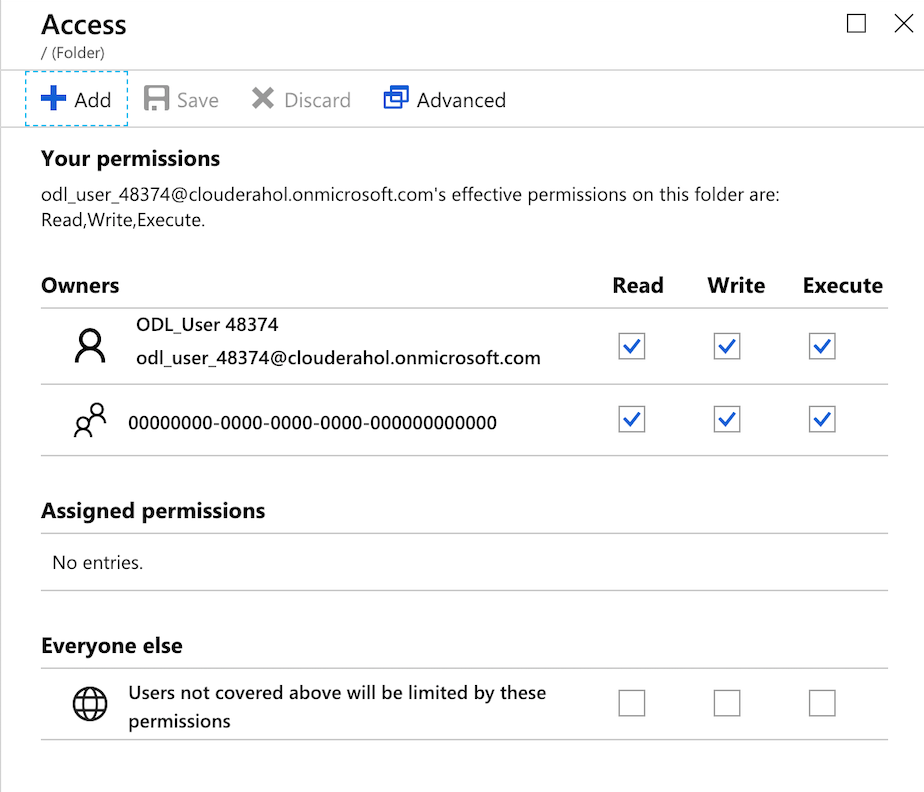 Access
/ (Folder)
Add Save Discard Advanced
Your permissions
odl_user_48374@clouderahol.onmicrosoft.com's effective permissions on this folder are:
Read,Write,Execute.
Owners Read Write Execute
ODL_User 48374
odl_user_48374@clouderahol.onmicrosoft.com
00000000-0000-0000-0000-000000000000
Assigned permissions
No entries.
Everyone else
Users not covered above will be limited by these
permissions